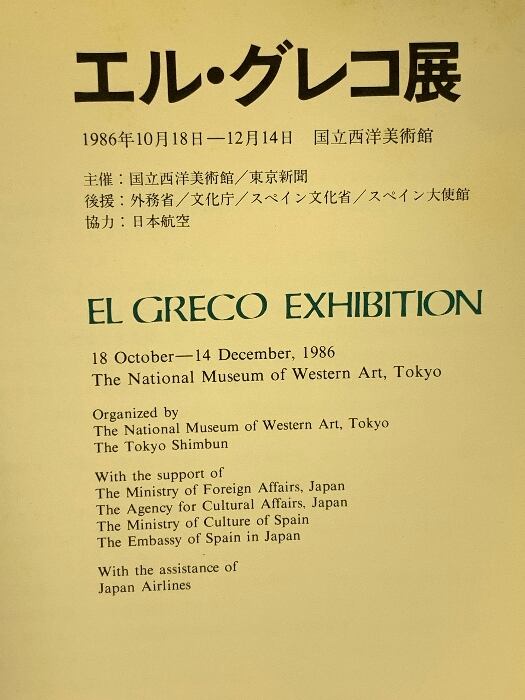 エル・グレコ展
1986年10月18日—12月14日　国立西洋美術館
主催：国立西洋美術館／東京新聞
後援：外務省／文化庁／スペイン文化省／スペイン大使館
協力：日本航空
EL GRECO EXHIBITION
18 October—14 December, 1986
The National Museum of Western Art, Tokyo
Organized by
The National Museum of Western Art, Tokyo
The Tokyo Shimbun
With the support of
The Ministry of Foreign Affairs, Japan
The Agency for Cultural Affairs, Japan
The Ministry of Culture of Spain
The Embassy of Spain in Japan
With the assistance of
Japan Airlines